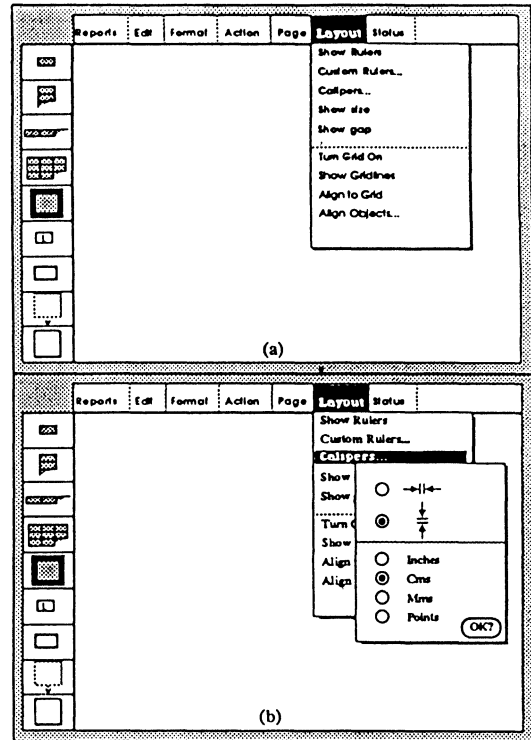 Reports Edit Format Action Page Layout Status
Show Rulers
Custom Rulers...
Calipers...
Show size
Show gap
Turn Grid On
Show Gridlines
Align to Grid
Align Objects...
(a)
Reports Edit Format Action Page Layout Status
Show Rulers
Custom Rulers...
Calipers...
Show
Show
Turn
Show
Inches
Align
Cms
Align
Mms
Points
OK?
(b)